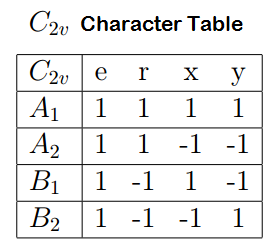 C2v Character Table
C2v e r x y
A1 1 1 1 1
A2 1 1 -1 -1
B1 1 -1 1 -1
B2 1 -1 -1 1